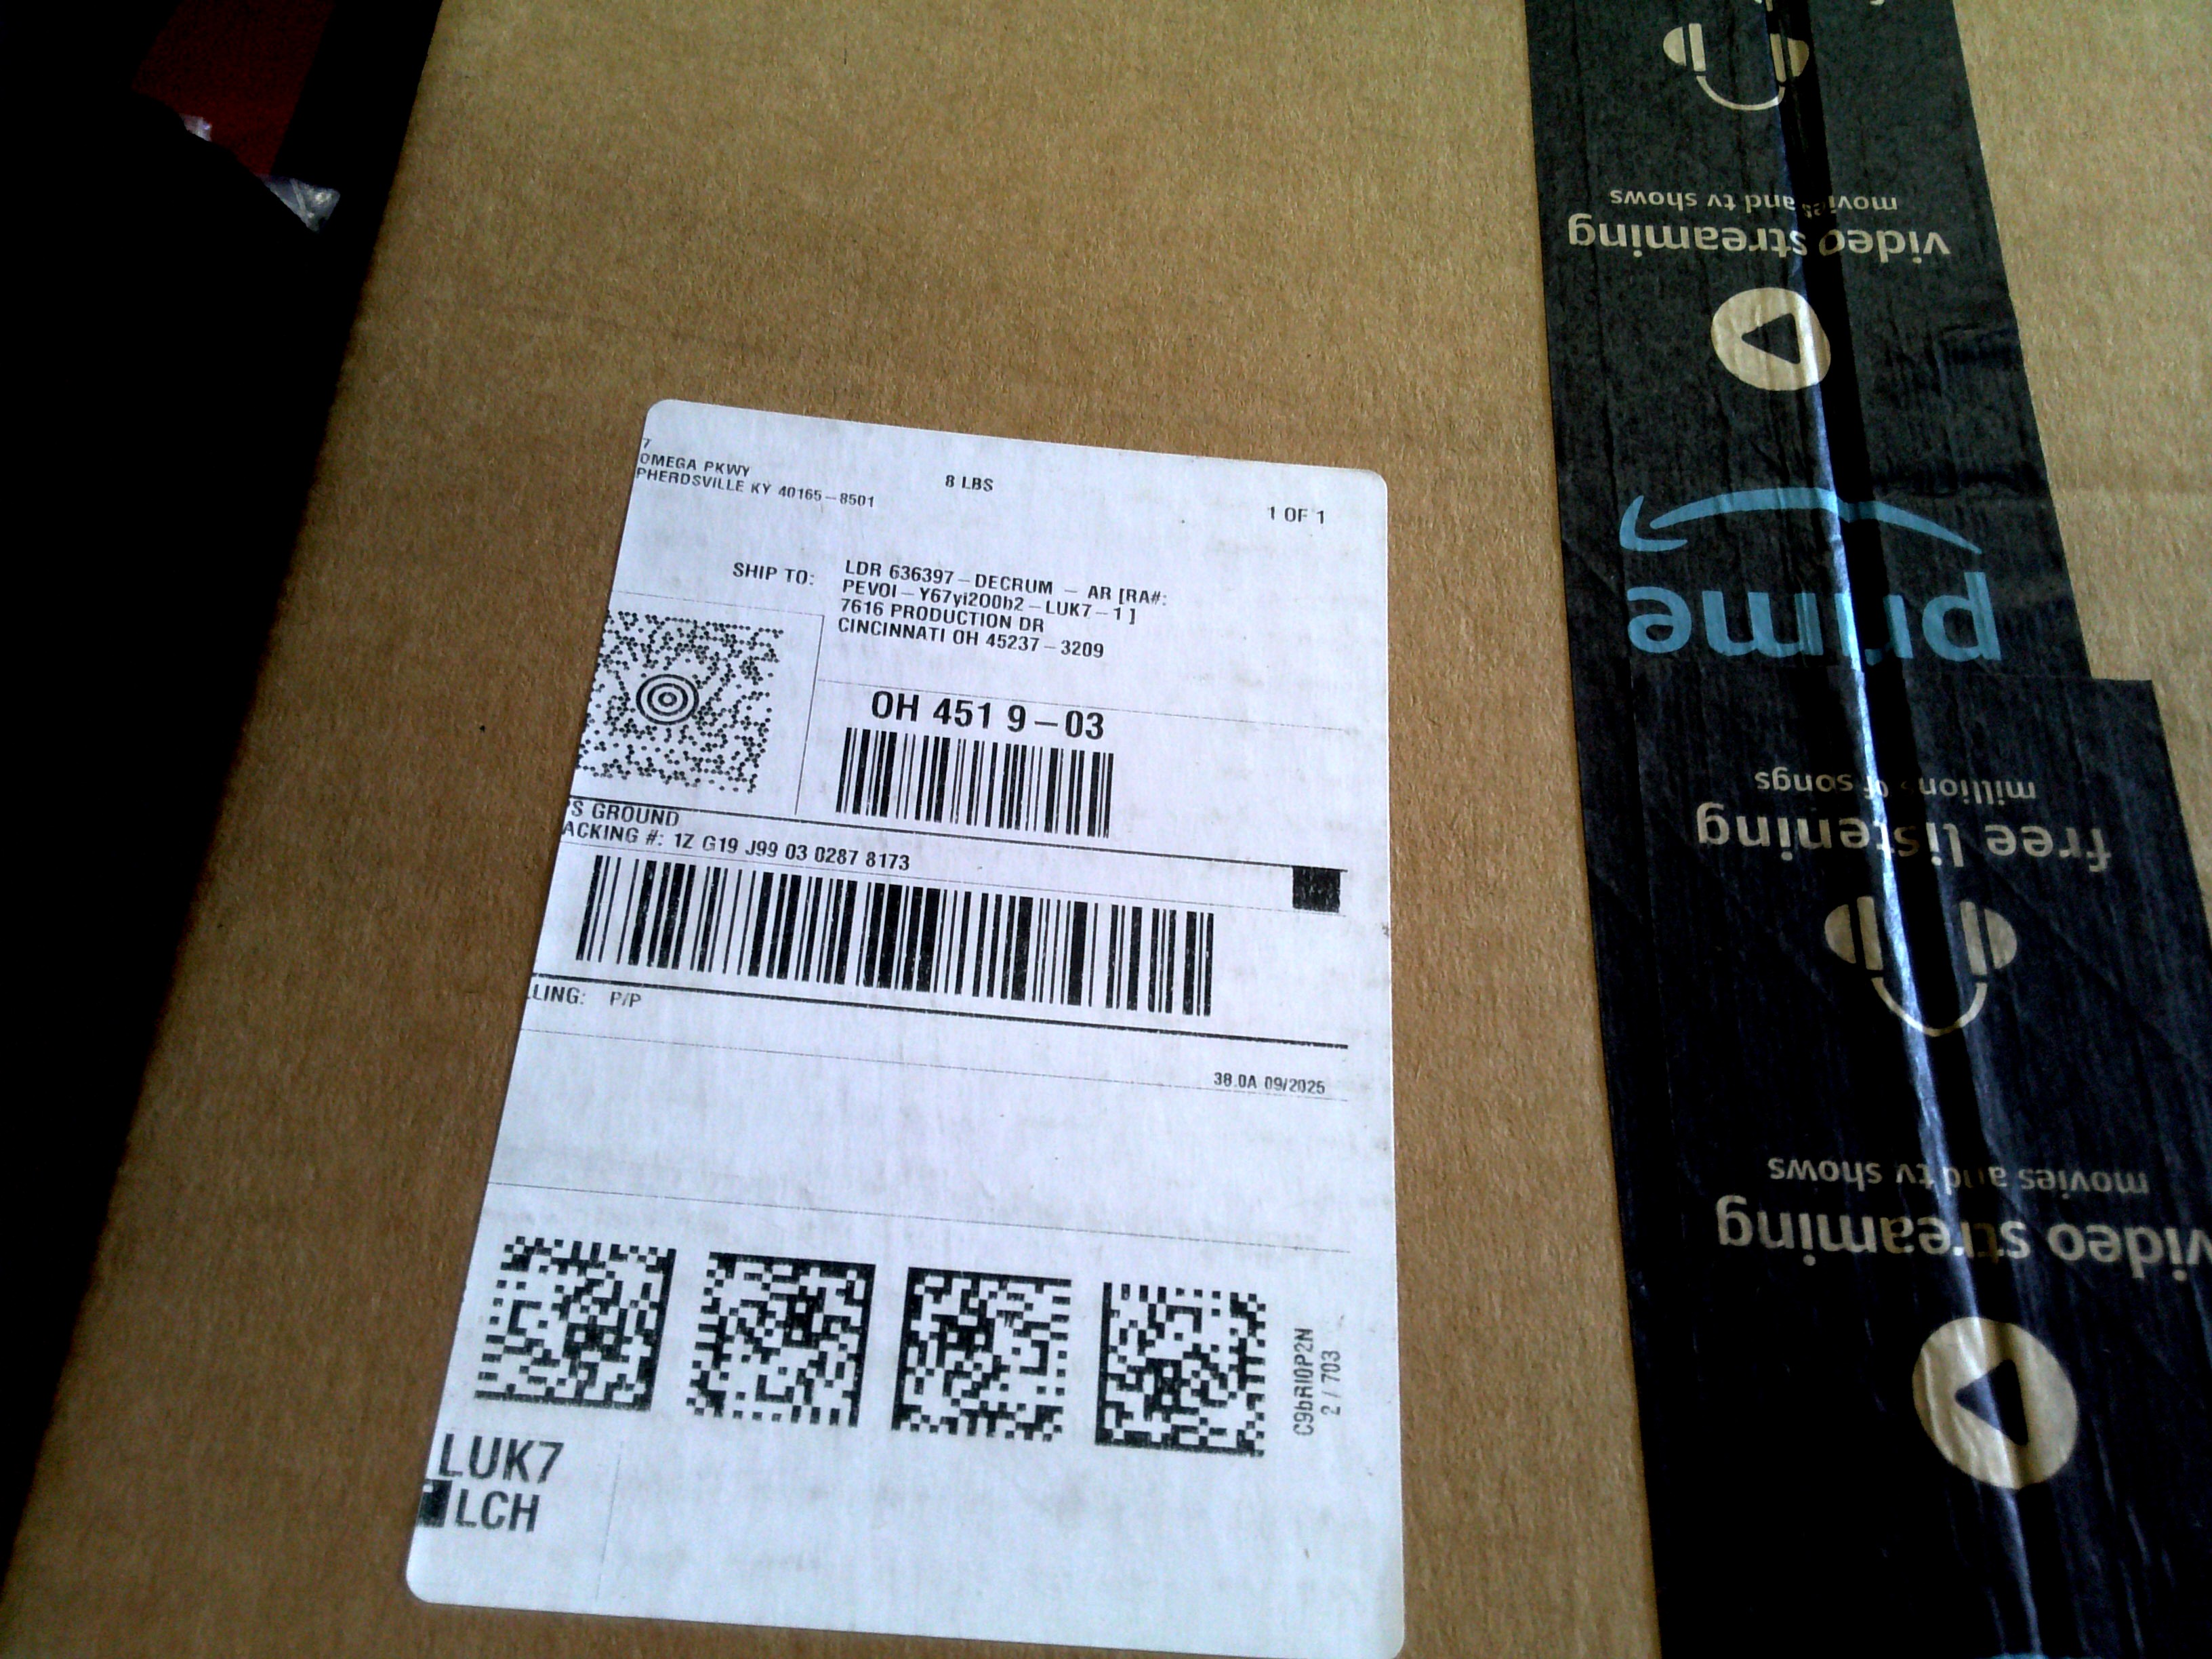 7
OMEGA PKWY
PHERDSVILLE KY 40165-8501
8 LBS
1 OF 1
SHIP TO:
LDR 636397-DECRUM - AR [RA#:
PEVOI-Y67yi200b2-LUK7-1 ]
7616 PRODUCTION DR
CINCINNATI OH 45237-3209
OH 451 9-03
S GROUND
ACKING #: 1Z G19 J99 03 0287 8173
LLING: P/P
38.0A 09/2025
C9bRI0P2N
2 / 703
LUK7
LCH
movies and tv shows
video streaming
prime
millions of songs
free listening
movies and tv shows
video streaming